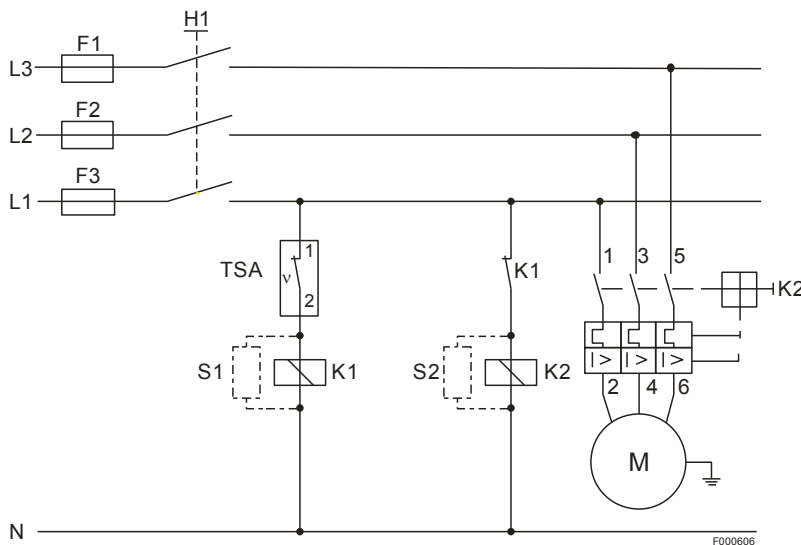 H1
F1
L3
F2
L2
F3
L1
1 3 5
TSA 1 K1 K2
v
2
I> I> I>
S1 K1 S2 K2 2 4 6
M
N
F000606